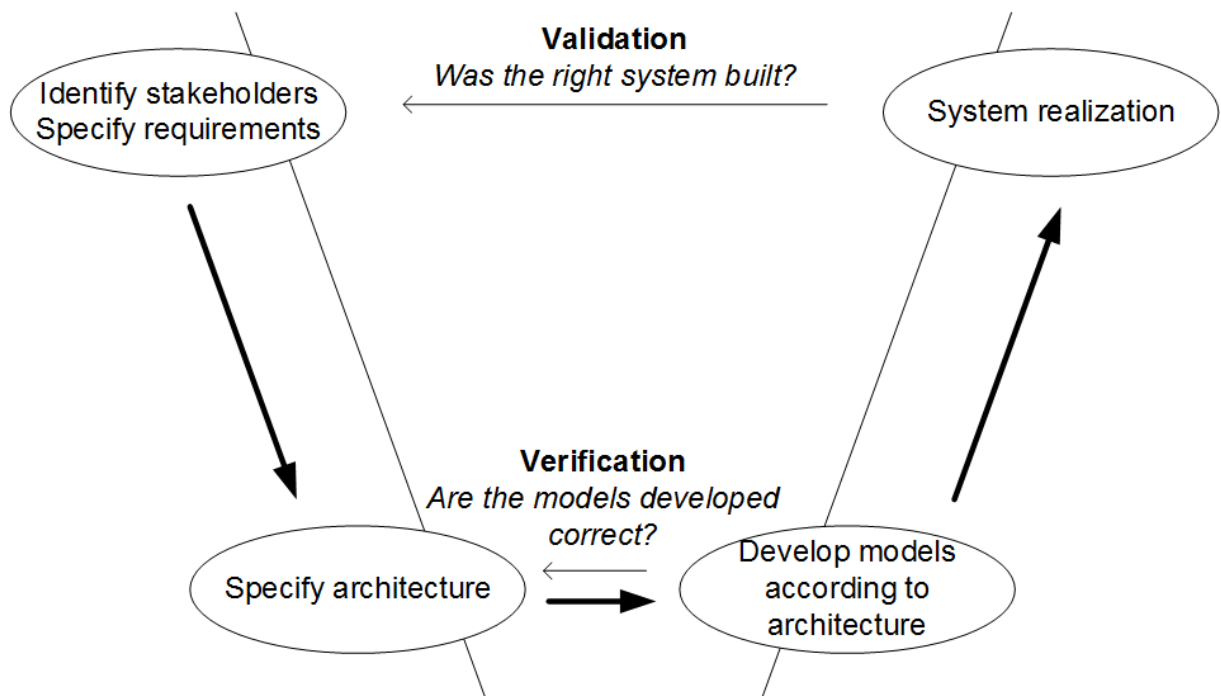 Validation
Was the right system built?
Identify stakeholders
Specify requirements
System realization
Verification
Are the models developed
correct?
Specify architecture
Develop models
according to
architecture